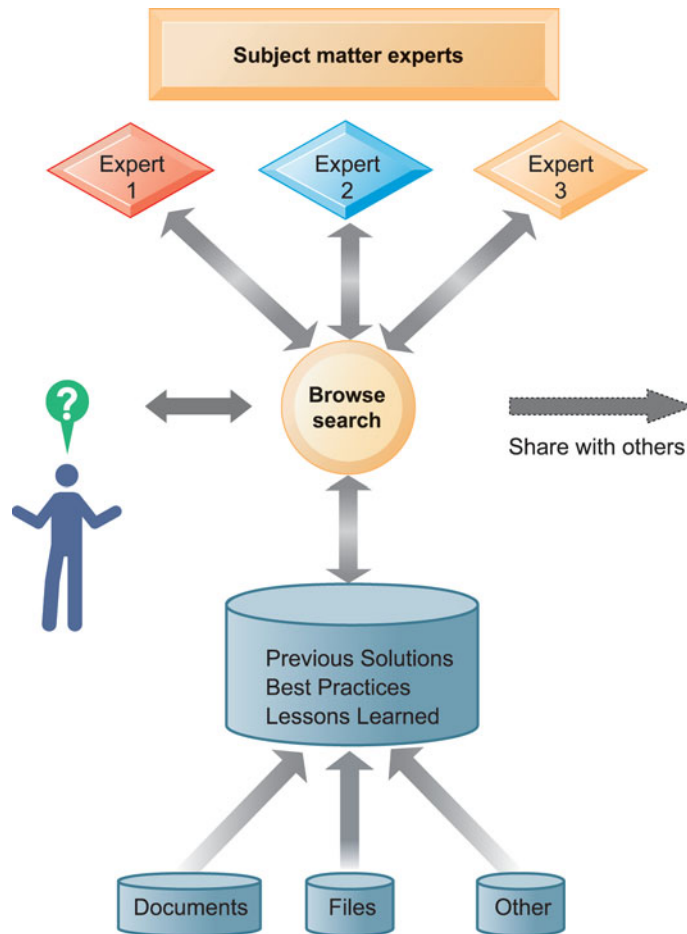 Subject matter experts
Expert
1
Expert
2
Expert
3
?
Browse
search
Share with others
Previous Solutions
Best Practices
Lessons Learned
Documents
Files
Other